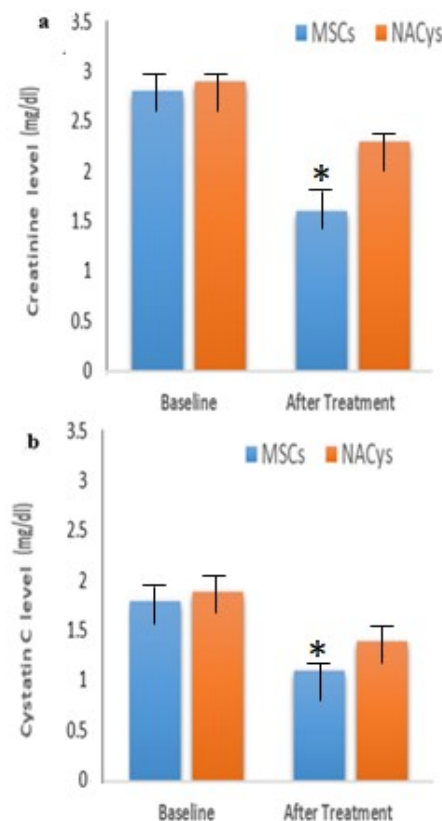 a
MSCs NACys
Creatinine level (mg/dl)
3.5
3
2.5
2
1.5
1
0.5
0
*
Baseline After Treatment
b
MSCs NACys
Cystatin C level (mg/dl)
3.5
3
2.5
2
1.5
1
0.5
0
*
Baseline After Treatment